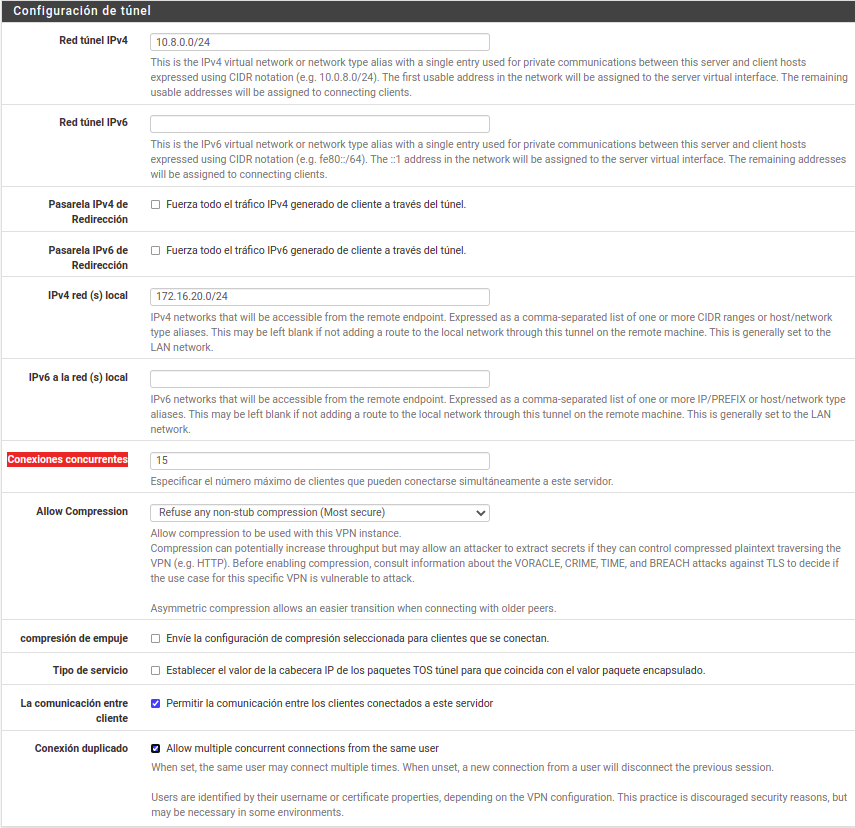 Configuración de túnel
Red túnel IPv4
10.8.0.0/24
This is the IPv4 virtual network or network type alias with a single entry used for private communications between this server and client hosts
expressed using CIDR notation (e.g. 10.0.8.0/24). The first usable address in the network will be assigned to the server virtual interface. The remaining
usable addresses will be assigned to connecting clients.
Red túnel IPv6
This is the IPv6 virtual network or network type alias with a single entry used for private communications between this server and client hosts
expressed using CIDR notation (e.g. fe80::/64). The ::1 address in the network will be assigned to the server virtual interface. The remaining addresses
will be assigned to connecting clients.
Pasarela IPv4 de
Redirección
Fuerza todo el tráfico IPv4 generado de cliente a través del túnel.
Pasarela IPv6 de
Redirección
Fuerza todo el tráfico IPv6 generado de cliente a través del túnel.
IPv4 red (s) local
172.16.20.0/24
IPv4 networks that will be accessible from the remote endpoint. Expressed as a comma-separated list of one or more CIDR ranges or host/network
type aliases. This may be left blank if not adding a route to the local network through this tunnel on the remote machine. This is generally set to the
LAN network.
IPv6 a la red (s) local
IPv6 networks that will be accessible from the remote endpoint. Expressed as a comma-separated list of one or more IP/PREFIX or host/network type
aliases. This may be left blank if not adding a route to the local network through this tunnel on the remote machine. This is generally set to the LAN
network.
Conexiones concurrentes
15
Especificar el número máximo de clientes que pueden conectarse simultáneamente a este servidor.
Allow Compression
Refuse any non-stub compression (Most secure)
Allow compression to be used with this VPN instance.
Compression can potentially increase throughput but may allow an attacker to extract secrets if they can control compressed plaintext traversing the
VPN (e.g. HTTP). Before enabling compression, consult information about the VORACLE, CRIME, TIME, and BREACH attacks against TLS to decide if
the use case for this specific VPN is vulnerable to attack.
Asymmetric compression allows an easier transition when connecting with older peers.
compresión de empuje
Envíe la configuración de compresión seleccionada para clientes que se conectan.
Tipo de servicio
Establecer el valor de la cabecera IP de los paquetes TOS túnel para que coincida con el valor paquete encapsulado.
La comunicación entre
cliente
Permitir la comunicación entre los clientes conectados a este servidor
Conexión duplicado
Allow multiple concurrent connections from the same user
When set, the same user may connect multiple times. When unset, a new connection from a user will disconnect the previous session.
Users are identified by their username or certificate properties, depending on the VPN configuration. This practice is discouraged security reasons, but
may be necessary in some environments.